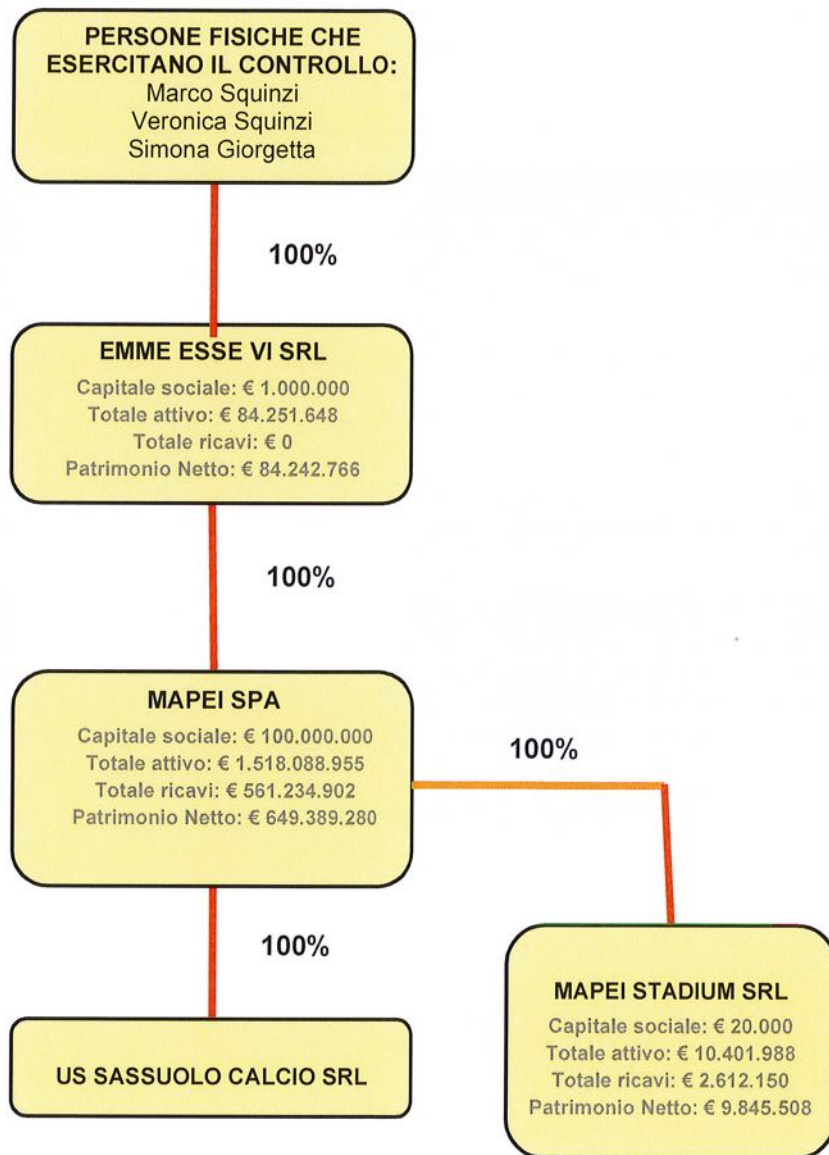 PERSONE FISICHE CHE
ESERCITANO IL CONTROLLO:
Marco Squinzi
Veronica Squinzi
Simona Giorgetta
100%
EMME ESSE VI SRL
Capitale sociale: € 1.000.000
Totale attivo: € 84.251.648
Totale ricavi: € 0
Patrimonio Netto: € 84.242.766
100%
MAPEI SPA
Capitale sociale: € 100.000.000
Totale attivo: € 1.518.088.955
Totale ricavi: € 561.234.902
Patrimonio Netto: € 649.389.280
100%
100%
US SASSUOLO CALCIO SRL
MAPEI STADIUM SRL
Capitale sociale: € 20.000
Totale attivo: € 10.401.988
Totale ricavi: € 2.612.150
Patrimonio Netto: € 9.845.508